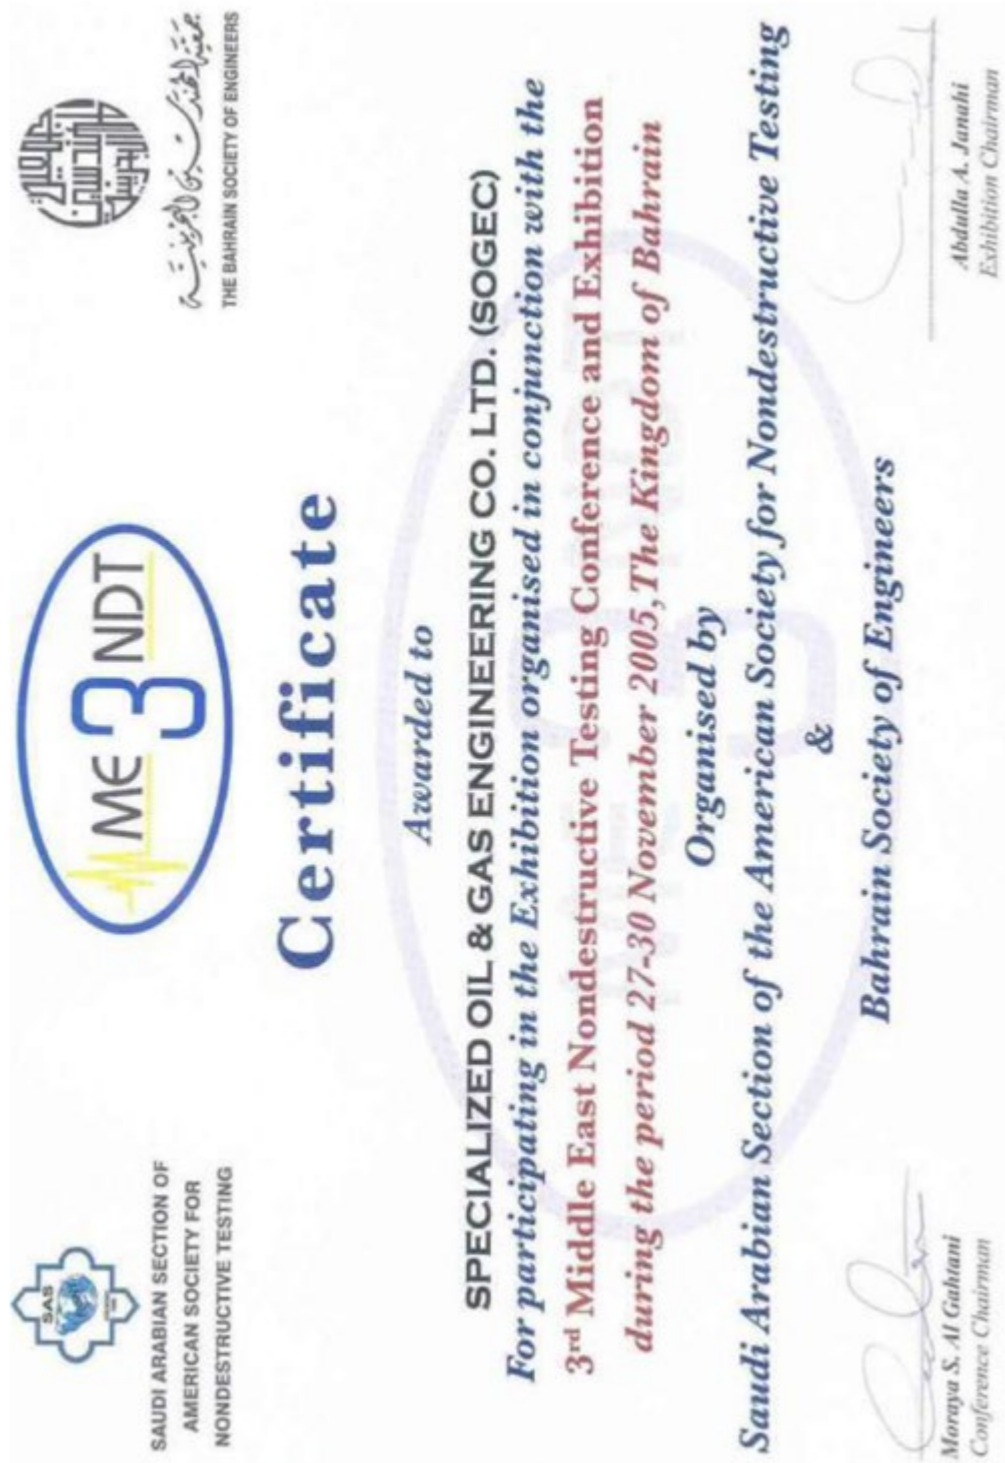 SAS
SAUDI ARABIAN SECTION OF
AMERICAN SOCIETY FOR
NONDESTRUCTIVE TESTING
ME 3 NDT
جمعية المهندسين البحرينية
THE BAHRAIN SOCIETY OF ENGINEERS
Certificate
Awarded to
SPECIALIZED OIL & GAS ENGINEERING CO. LTD. (SOGEC)
For participating in the Exhibition organised in conjunction with the
3rd Middle East Nondestructive Testing Conference and Exhibition
during the period 27-30 November 2005,The Kingdom of Bahrain
Organised by
Saudi Arabian Section of the American Society for Nondestructive Testing
&
Bahrain Society of Engineers
Moraya S. Al Gahtani
Conference Chairman
Abdulla A. Janahi
Exhibition Chairman